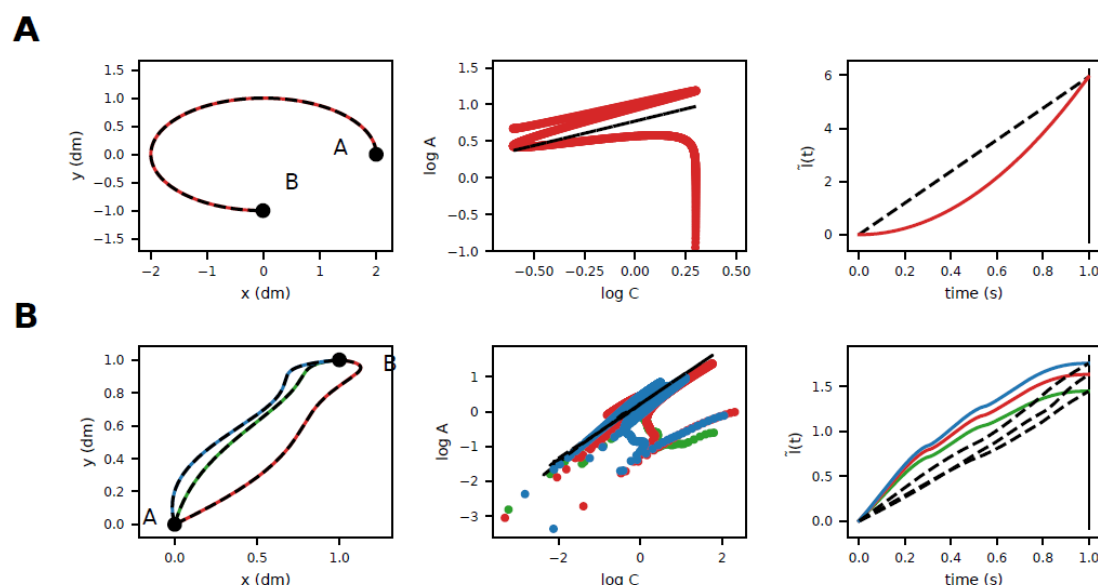 A
1.5
1.0
0.5
0.0
−0.5
−1.0
−1.5
y (dm)
A
B
−2 −1 0 1 2
x (dm)
1.5
1.0
0.5
0.0
−0.5
−1.0
log A
−0.50 −0.25 0.00 0.25 0.50
log C
6
4
2
0
l̃(t)
0.0 0.2 0.4 0.6 0.8 1.0
time (s)
B
1.0
0.8
0.6
0.4
0.2
0.0
y (dm)
A
B
0.0 0.5 1.0
x (dm)
1
0
−1
−2
−3
log A
−2 0 2
log C
1.5
1.0
0.5
0.0
l̃(t)
0.0 0.2 0.4 0.6 0.8 1.0
time (s)